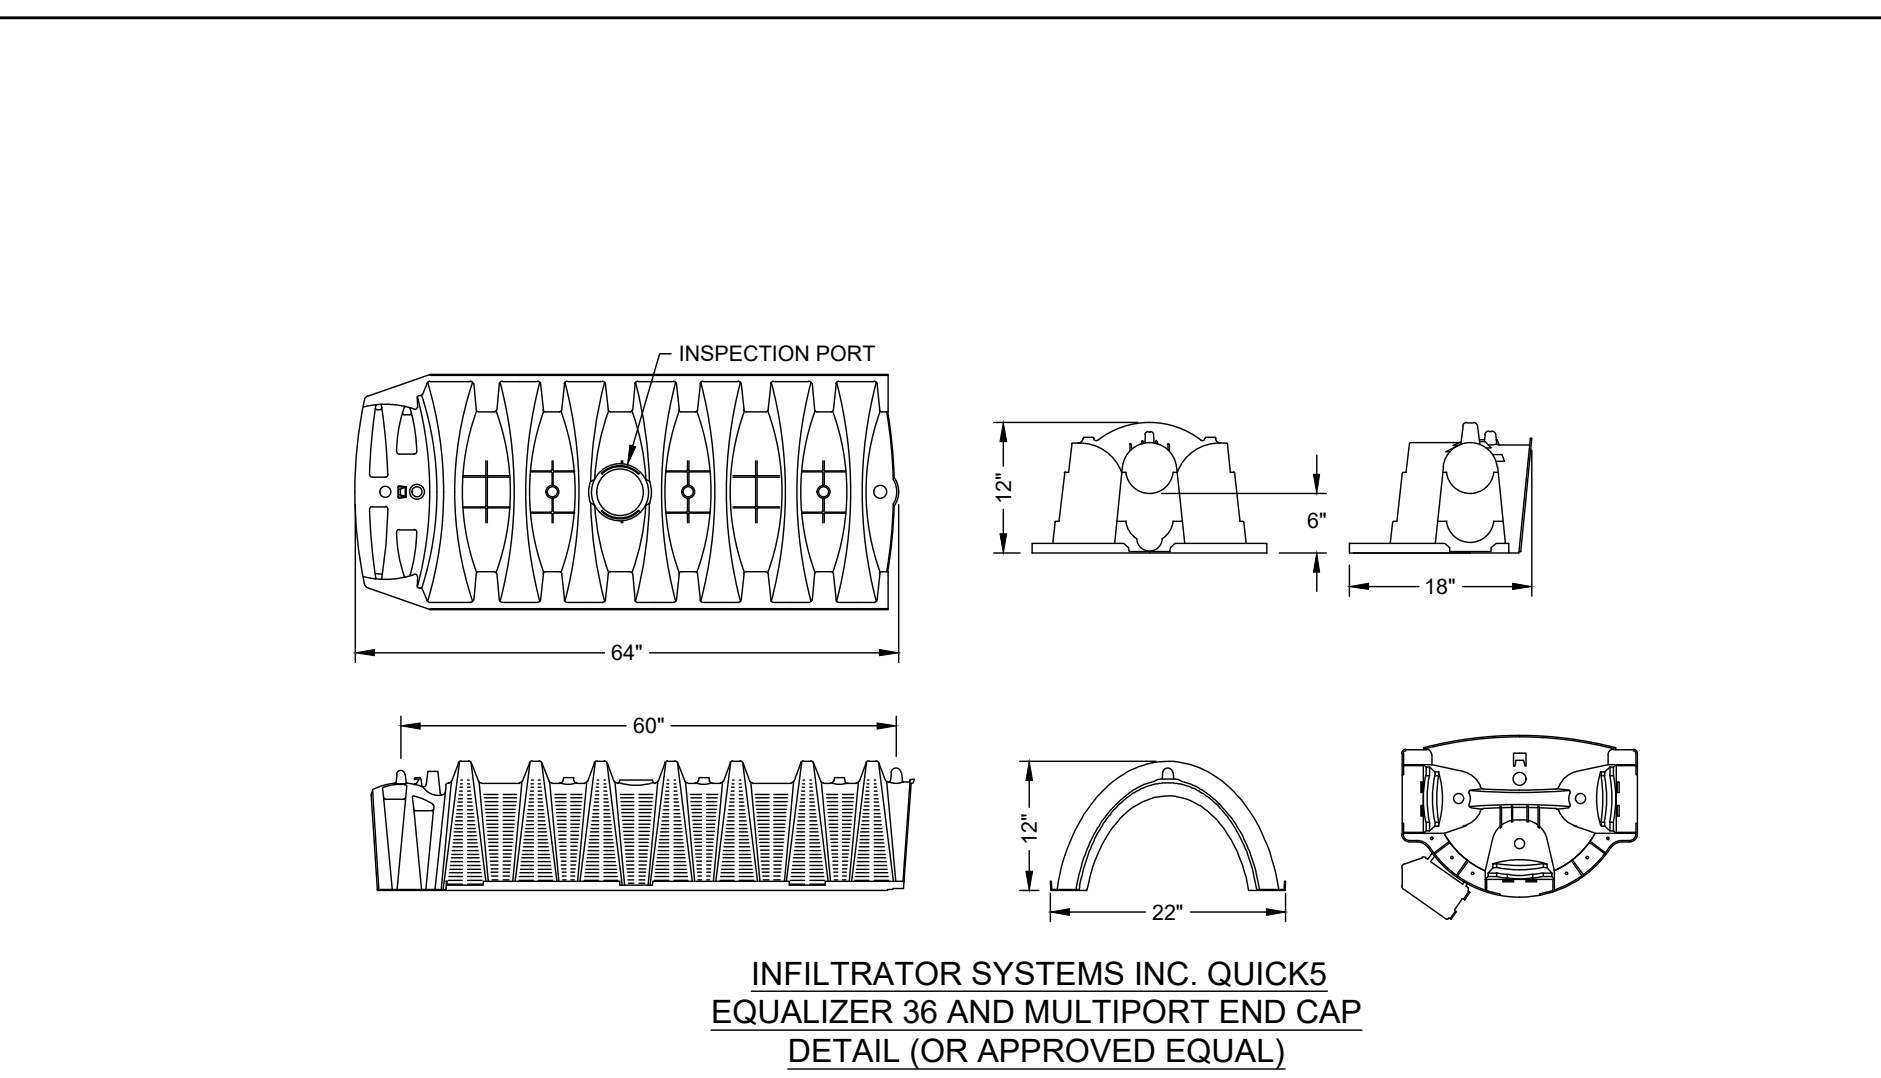 INSPECTION PORT
12"
6"
18"
64"
60"
12"
22"
INFILTRATOR SYSTEMS INC. QUICK5
EQUALIZER 36 AND MULTIPORT END CAP
DETAIL (OR APPROVED EQUAL)